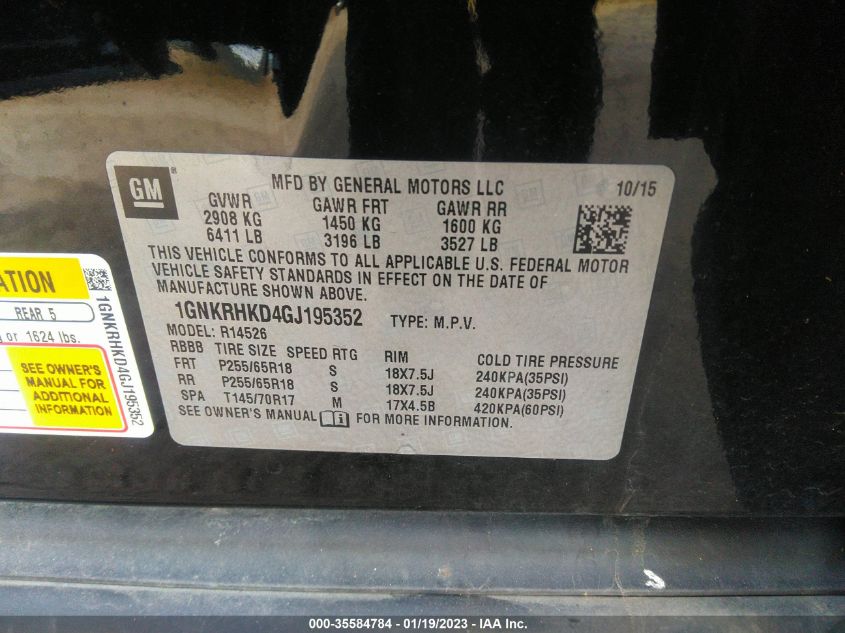 GM
®
MFD BY GENERAL MOTORS LLC
10/15
GVWR GAWR FRT GAWR RR
2908 KG 1450 KG 1600 KG
6411 LB 3196 LB 3527 LB
THIS VEHICLE CONFORMS TO ALL APPLICABLE U.S. FEDERAL MOTOR
VEHICLE SAFETY STANDARDS IN EFFECT ON THE DATE OF
MANUFACTURE SHOWN ABOVE.
1GNKRHKD4GJ195352 TYPE: M.P.V.
MODEL: R14526
RBBB TIRE SIZE SPEED RTG RIM COLD TIRE PRESSURE
FRT P255/65R18 S 18X7.5J 240KPA(35PSI)
RR P255/65R18 S 18X7.5J 240KPA(35PSI)
SPA T145/70R17 M 17X4.5B 420KPA(60PSI)
SEE OWNER'S MANUAL i FOR MORE INFORMATION.
ATION
REAR 5
or 1624 lbs.
SEE OWNER'S
MANUAL FOR
ADDITIONAL
INFORMATION
1GNKRHKD4GJ195352
000-35584784 - 01/19/2023 - IAA Inc.